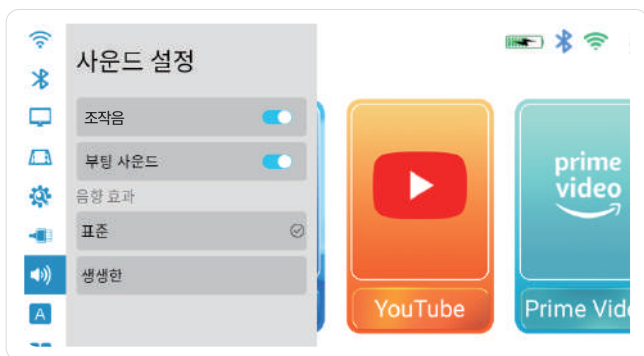 사운드 설정
조작음
부팅 사운드
음향 효과
표준
생생한
A
prime
video
YouTube
Prime Vid